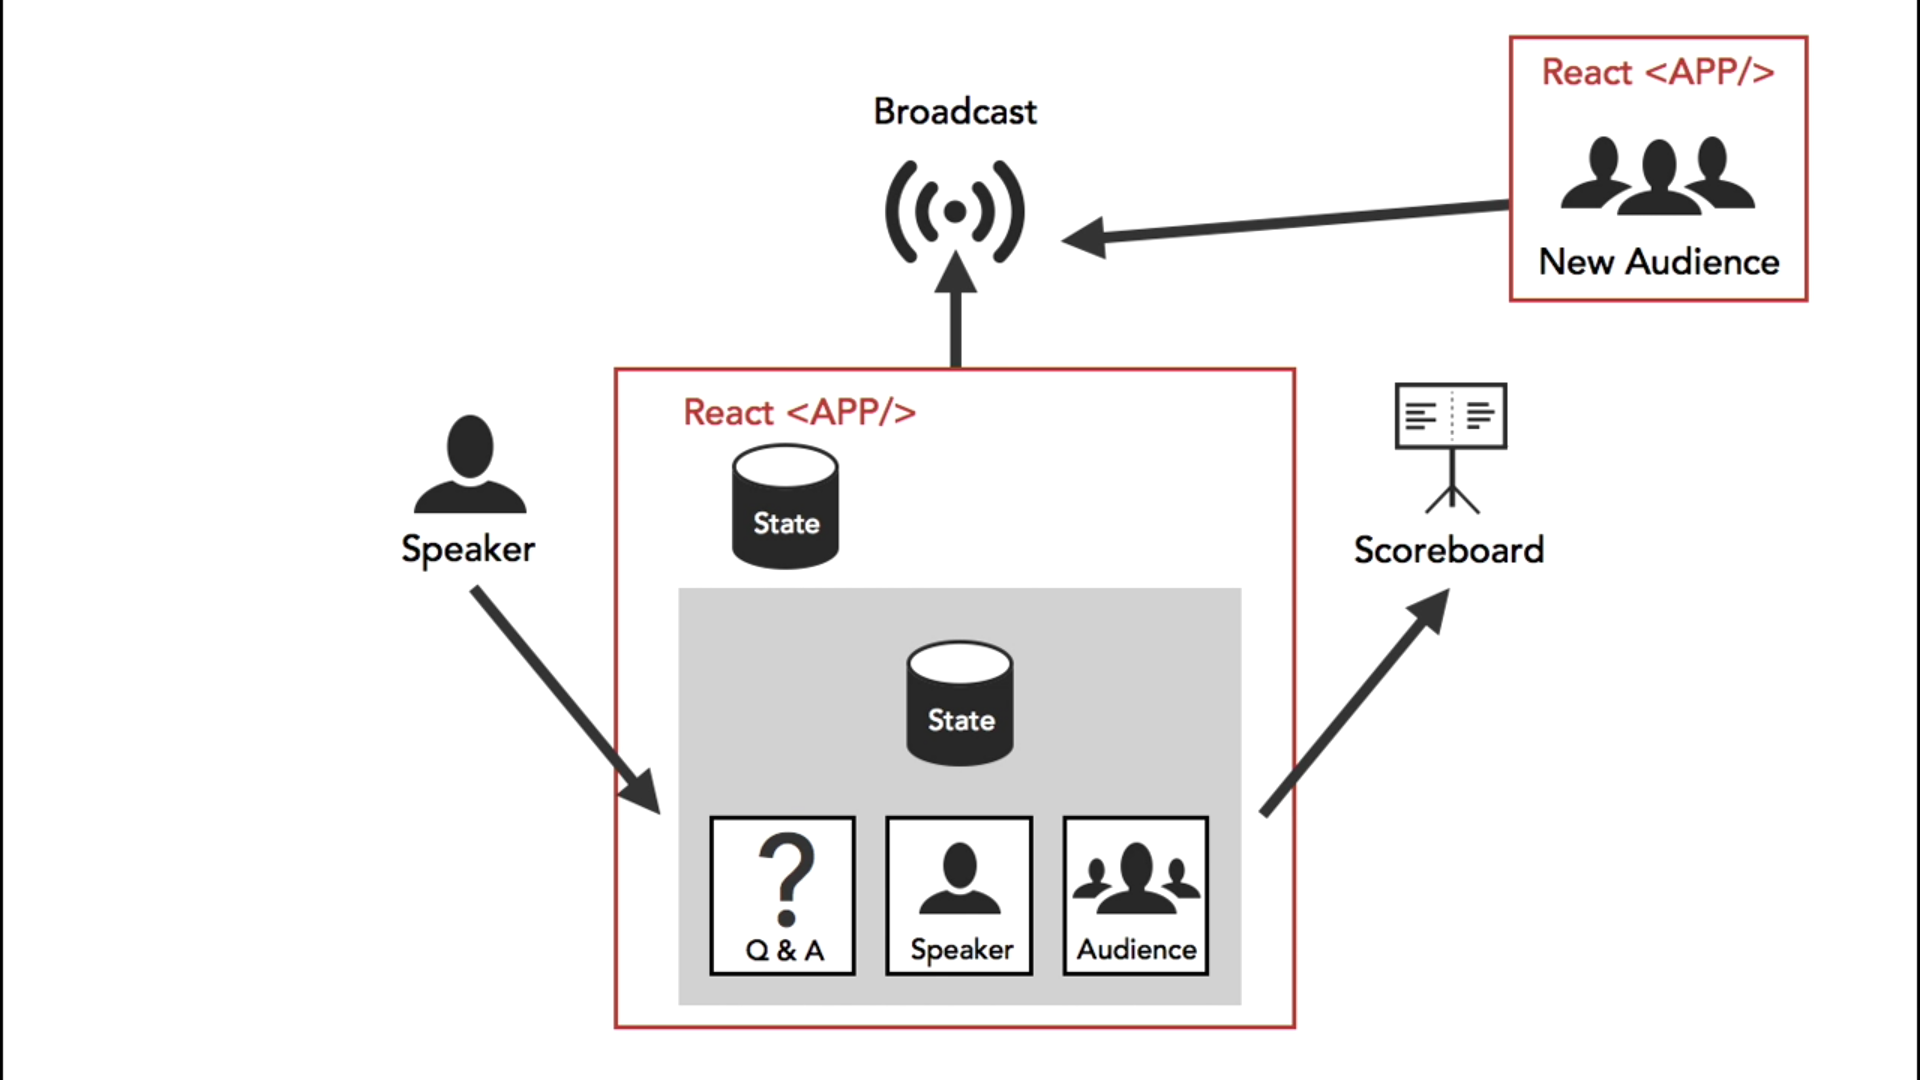 React <APP/>
Broadcast
New Audience
React <APP/>
State
Speaker
Scoreboard
State
Q & A
Speaker
Audience